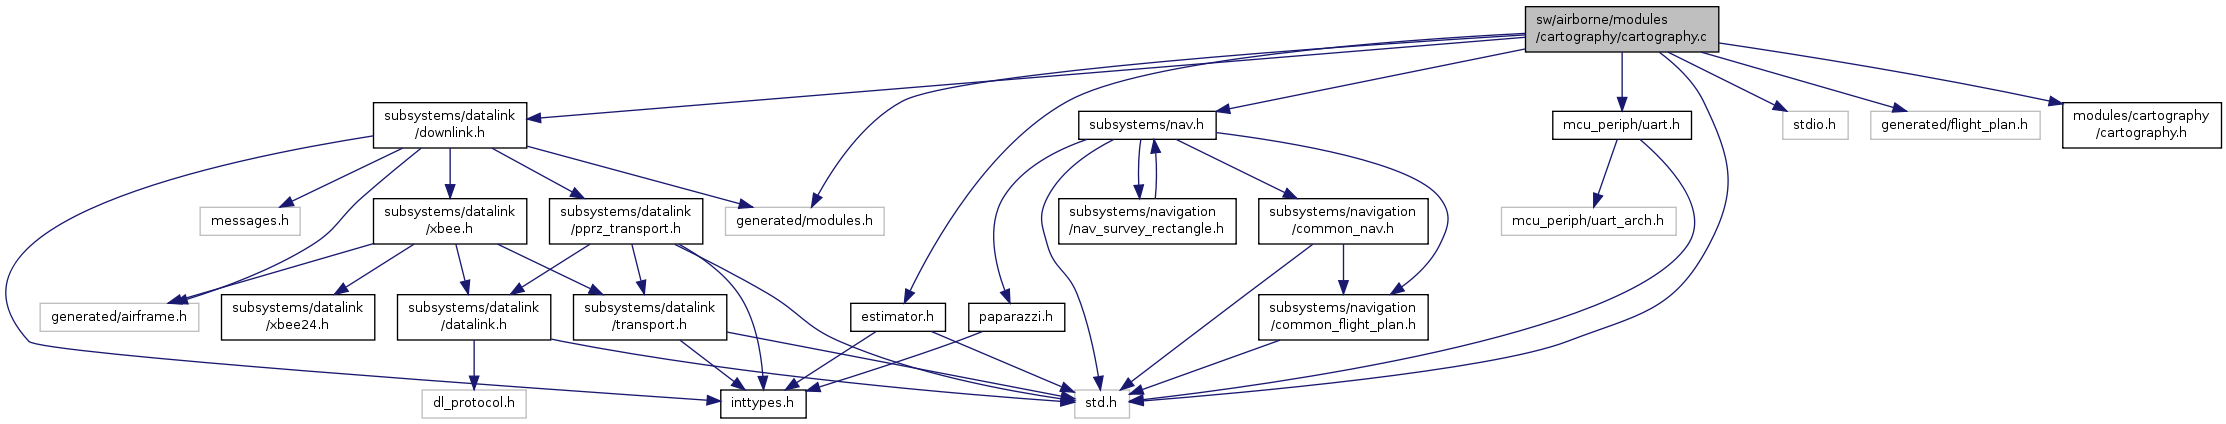 sw/airborne/modules
/cartography/cartography.c
subsystems/datalink
/downlink.h
subsystems/nav.h
mcu_periph/uart.h
stdio.h
generated/flight_plan.h
modules/cartography
/cartography.h
messages.h
subsystems/datalink
/xbee.h
subsystems/datalink
/pprz_transport.h
generated/modules.h
subsystems/navigation
/nav_survey_rectangle.h
subsystems/navigation
/common_nav.h
mcu_periph/uart_arch.h
generated/airframe.h
subsystems/datalink
/xbee24.h
subsystems/datalink
/datalink.h
subsystems/datalink
/transport.h
estimator.h
paparazzi.h
subsystems/navigation
/common_flight_plan.h
dl_protocol.h
inttypes.h
std.h